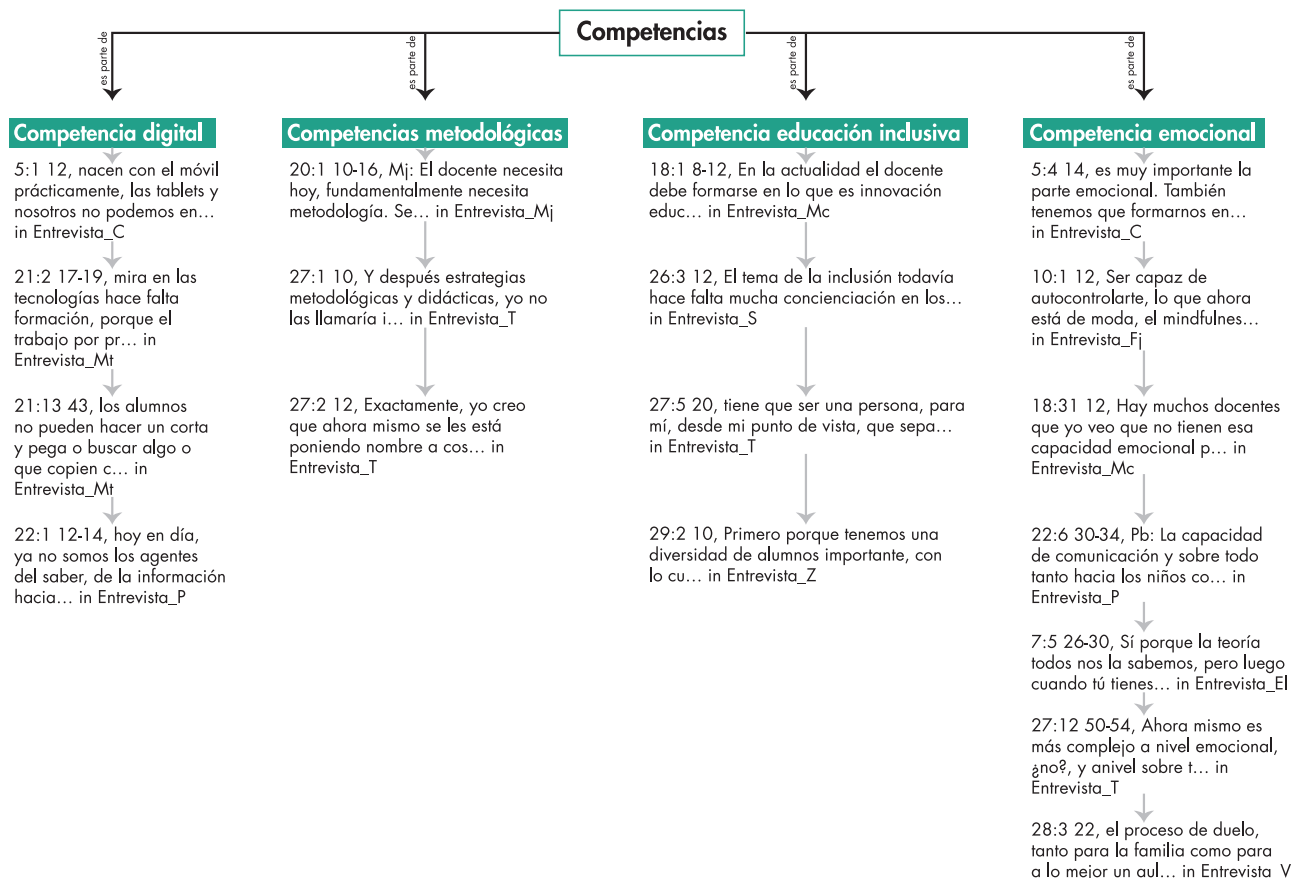 Competencias
es parte de
es parte de
es parte de
es parte de
Competencia digital
5:1 12, nacen con el móvil
prácticamente, las tablets y
nosotros no podemos en…
in Entrevista_C
21:2 17-19, mira en las
tecnologías hace falta
formación, porque el
trabajo por pr… in
Entrevista_Mt
21:13 43, los alumnos
no pueden hacer un corta
y pega o buscar algo o
que copien c… in
Entrevista_Mt
22:1 12-14, hoy en día,
ya no somos los agentes
del saber, de la información
hacia… in Entrevista_P
Competencias metodológicas
20:1 10-16, Mj: El docente necesita
hoy, fundamentalmente necesita
metodología. Se… in Entrevista_Mj
27:1 10, Y después estrategias
metodológicas y didácticas, yo no
las llamaría i… in Entrevista_T
27:2 12, Exactamente, yo creo
que ahora mismo se les está
poniendo nombre a cos… in
Entrevista_T
Competencia educación inclusiva
18:1 8-12, En la actualidad el docente
debe formarse en lo que es innovación
educ… in Entrevista_Mc
26:3 12, El tema de la inclusión todavía
hace falta mucha concienciación en los…
in Entrevista_S
27:5 20, tiene que ser una persona, para
mí, desde mi punto de vista, que sepa…
in Entrevista_T
29:2 10, Primero porque tenemos una
diversidad de alumnos importante, con
lo cu… in Entrevista_Z
Competencia emocional
5:4 14, es muy importante la
parte emocional. También
tenemos que formarnos en…
in Entrevista_C
10:1 12, Ser capaz de
autocontrolarte, lo que ahora
está de moda, el mindfulnes…
in Entrevista_Fj
18:31 12, Hay muchos docentes
que yo veo que no tienen esa
capacidad emocional p… in
Entrevista_Mc
22:6 30-34, Pb: La capacidad
de comunicación y sobre todo
tanto hacia los niños co… in
Entrevista_P
7:5 26-30, Sí porque la teoría
todos nos la sabemos, pero luego
cuando tú tienes… in Entrevista_El
27:12 50-54, Ahora mismo es
más complejo a nivel emocional,
¿no?, y anivel sobre t… in
Entrevista_T
28:3 22, el proceso de duelo,
tanto para la familia como para
a lo mejor un aul… in Entrevista_V